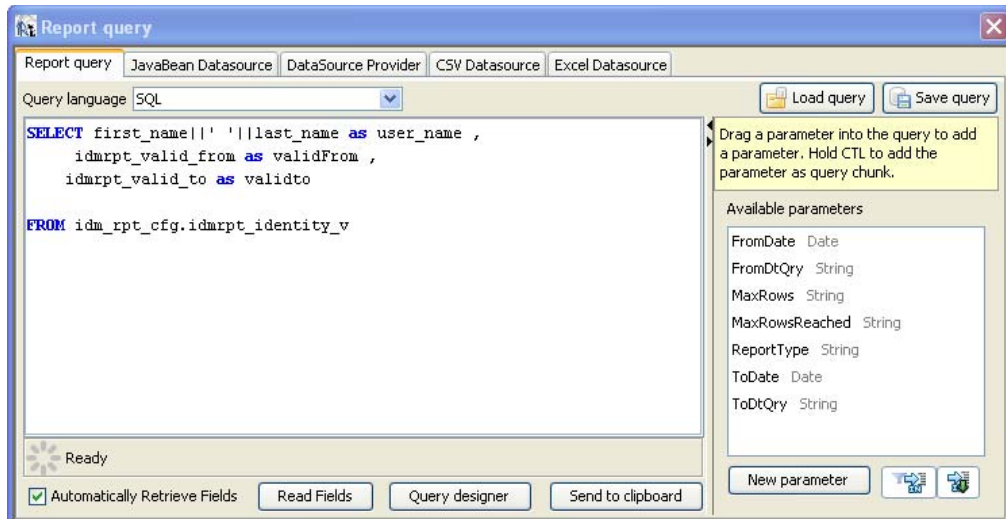 Report query
Report query JavaBean Datasource DataSource Provider CSV Datasource Excel Datasource
Query language SQL
Load query Save query
SELECT first_name||' '||last_name as user_name ,
idmrpt_valid_from as validFrom ,
idmrpt_valid_to as validto
FROM idm_rpt_cfg.idmrpt_identity_v
Drag a parameter into the query to add
a parameter. Hold CTL to add the
parameter as query chunk.
Available parameters
FromDate Date
FromDtQry String
MaxRows String
MaxRowsReached String
ReportType String
ToDate Date
ToDtQry String
Ready
Automatically Retrieve Fields Read Fields Query designer Send to clipboard
New parameter